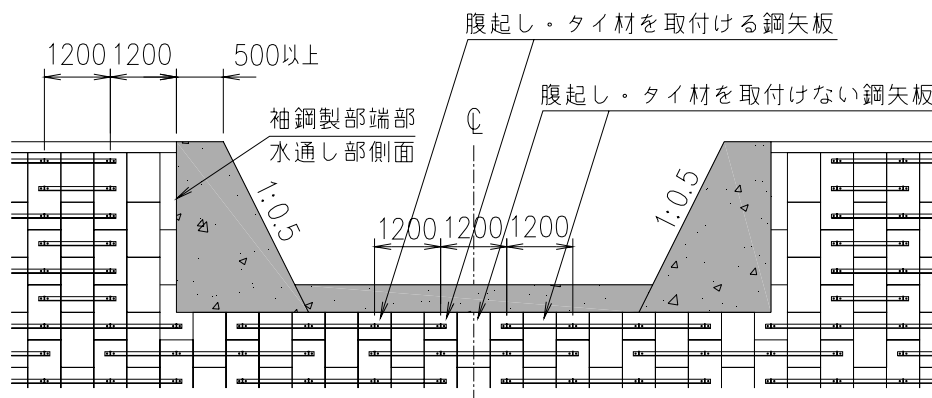 腹起し・タイ材を取付ける鋼矢板
1200 1200 500以上
腹起し・タイ材を取付けない鋼矢板
袖鋼製部端部
水通し部側面
℄
1:0.5
1:0.5
1200 1200 1200